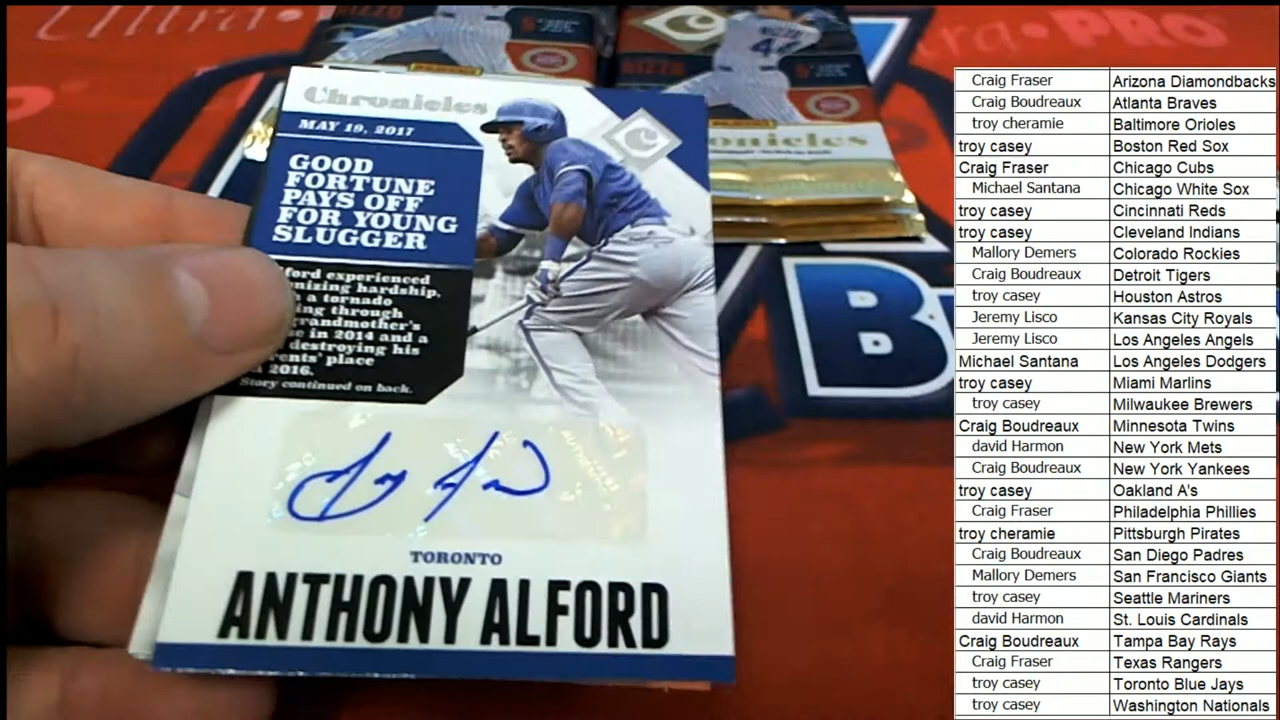 Ultra·PRO
Chronicles
MAY 19, 2017
GOOD
FORTUNE
PAYS OFF
FOR YOUNG
SLUGGER
ford experienced
nizing hardship,
a tornado
ing through
grandmother's
in 2014 and a
destroying his
rents' place
2016.
Story continued on back.
TORONTO
ANTHONY ALFORD
RIZZO
44
B
Craig Fraser Arizona Diamondbacks
Craig Boudreaux Atlanta Braves
troy cheramie Baltimore Orioles
troy casey Boston Red Sox
Craig Fraser Chicago Cubs
Michael Santana Chicago White Sox
troy casey Cincinnati Reds
troy casey Cleveland Indians
Mallory Demers Colorado Rockies
Craig Boudreaux Detroit Tigers
troy casey Houston Astros
Jeremy Lisco Kansas City Royals
Jeremy Lisco Los Angeles Angels
Michael Santana Los Angeles Dodgers
troy casey Miami Marlins
troy casey Milwaukee Brewers
Craig Boudreaux Minnesota Twins
david Harmon New York Mets
Craig Boudreaux New York Yankees
troy casey Oakland A's
Craig Fraser Philadelphia Phillies
troy cheramie Pittsburgh Pirates
Craig Boudreaux San Diego Padres
Mallory Demers San Francisco Giants
troy casey Seattle Mariners
david Harmon St. Louis Cardinals
Craig Boudreaux Tampa Bay Rays
Craig Fraser Texas Rangers
troy casey Toronto Blue Jays
troy casey Washington Nationals